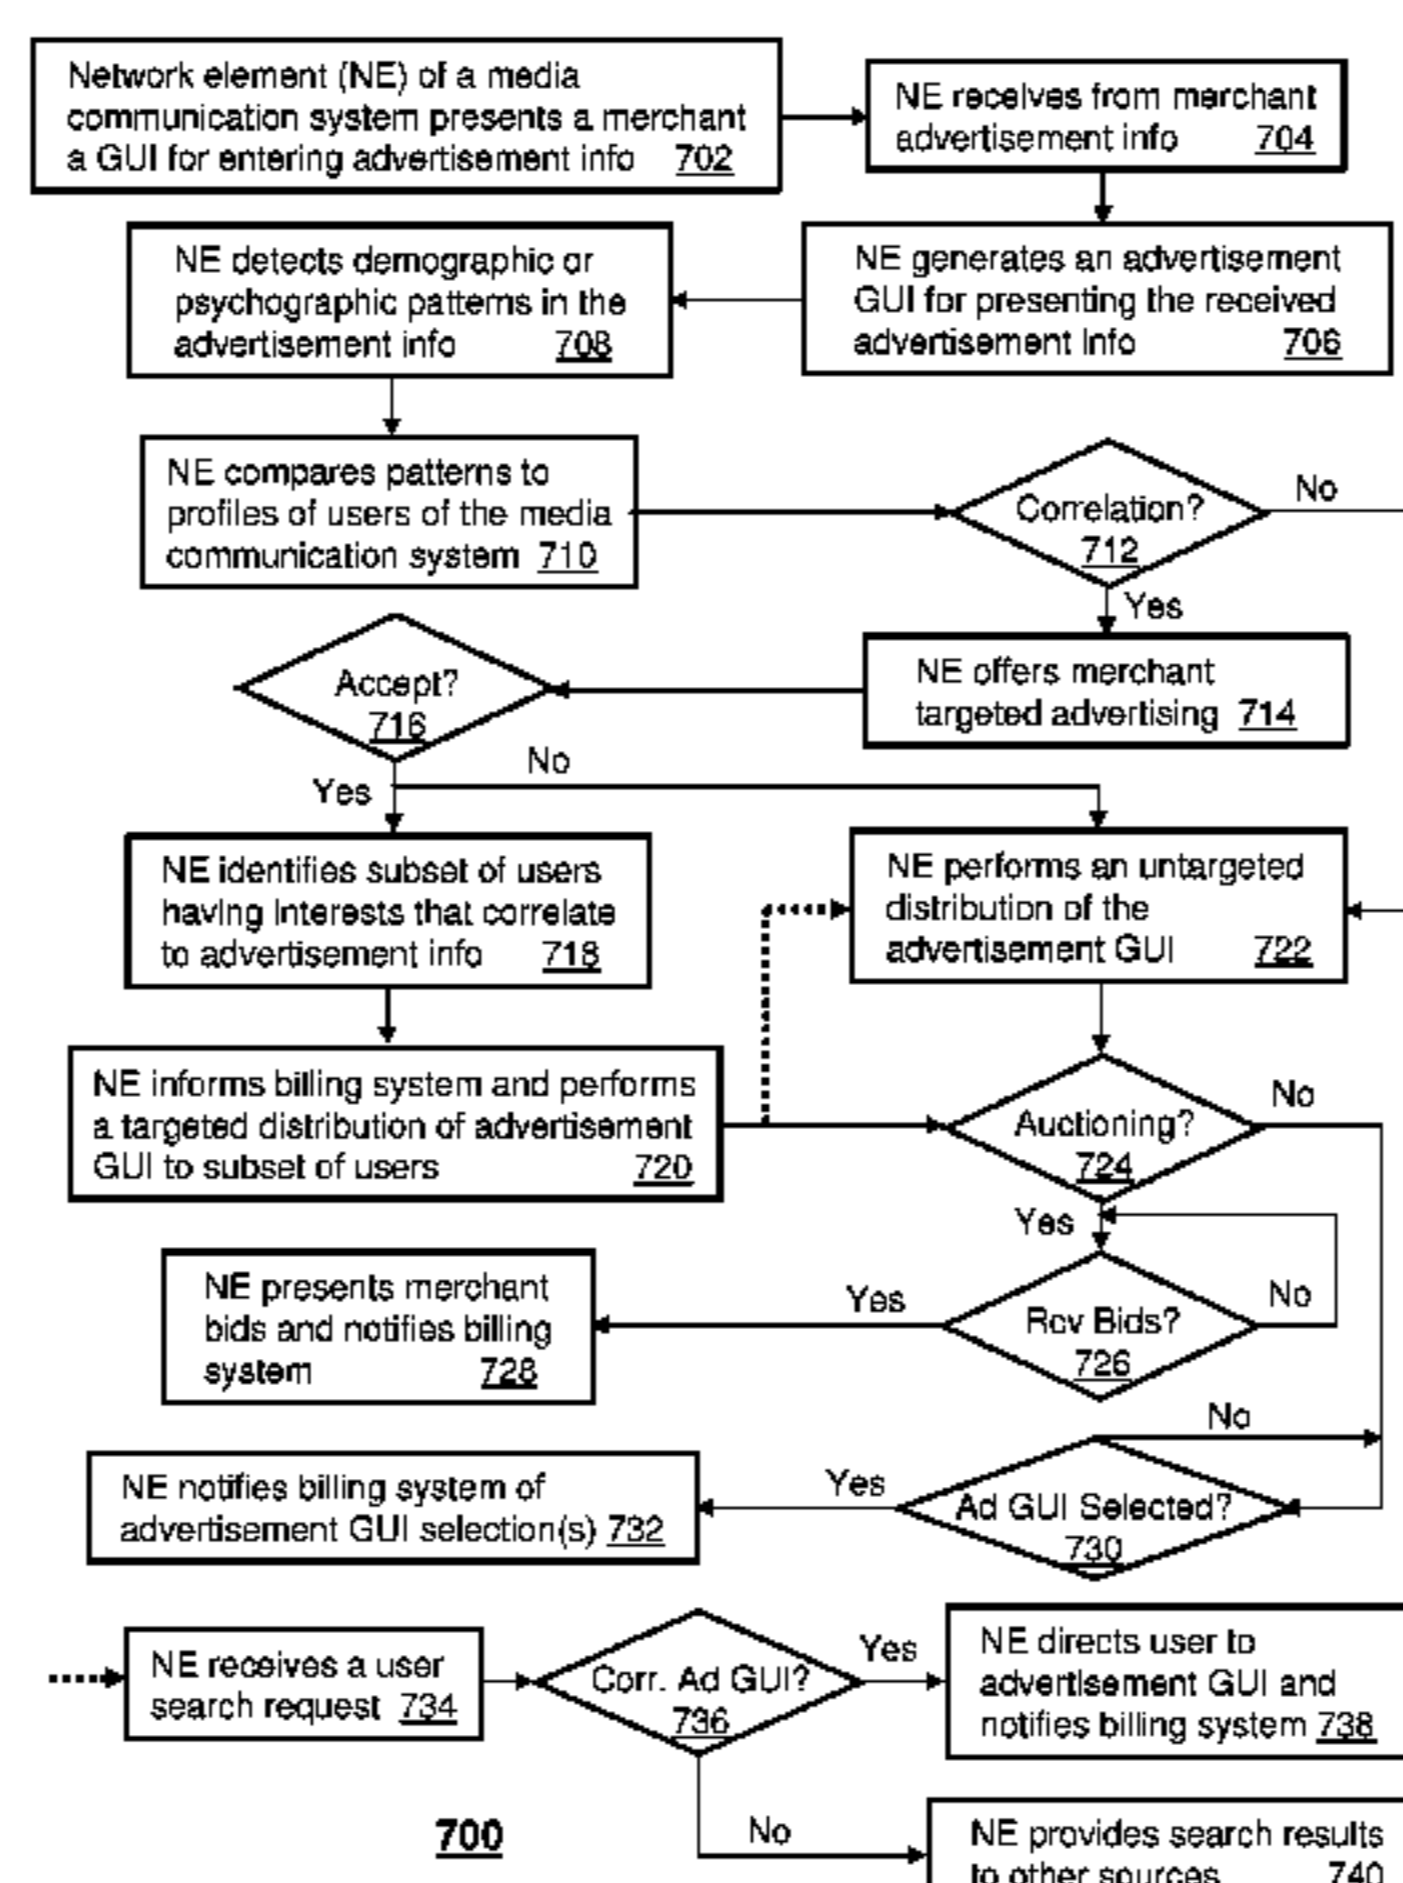 Network element (NE) of a media
communication system presents a merchant
a GUI for entering advertisement info 702
NE receives from merchant
advertisement info 704
NE generates an advertisement
GUI for presenting the received
advertisement Info 706
NE detects demographic or
psychographic patterns in the
advertisement info 708
NE compares patterns to
profiles of users of the media
communication system 710
Correlation?
712
No
Yes
NE offers merchant
targeted advertising 714
Accept?
716
No
Yes
NE identifies subset of users
having Interests that correlate
to advertisement info 718
NE performs an untargeted
distribution of the
advertisement GUI 722
NE informs billing system and performs
a targeted distribution of advertisement
GUI to subset of users 720
Auctioning?
724
No
Yes
Rcv Bids?
726
No
Yes
NE presents merchant
bids and notifies billing
system 728
No
Ad GUI Selected?
730
Yes
NE notifies billing system of
advertisement GUI selection(s) 732
NE receives a user
search request 734
Corr. Ad GUI?
736
Yes
NE directs user to
advertisement GUI and
notifies billing system 738
No
NE provides search results
to other sources 740
700